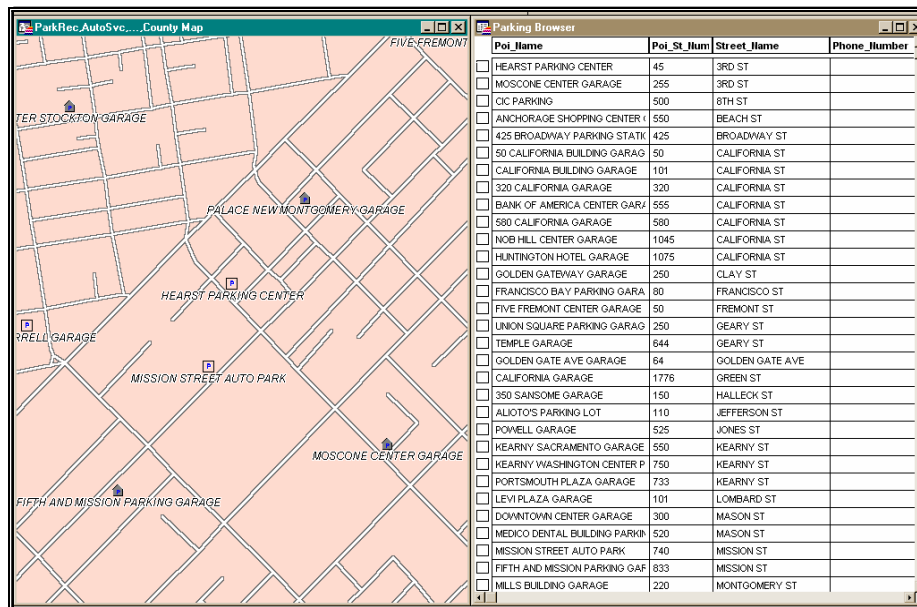 ParkRec,AutoSvc,...,County Map
FIVE FREMONT
TER STOCKTON GARAGE
PALACE NEW MONTGOMERY GARAGE
HEARST PARKING CENTER
RRELL GARAGE
MISSION STREET AUTO PARK
MOSCONE CENTER GARAGE
FIFTH AND MISSION PARKING GARAGE
Parking Browser
Poi_Name Poi_St_Num Street_Name Phone_Number
HEARST PARKING CENTER 45 3RD ST
MOSCONE CENTER GARAGE 255 3RD ST
CIC PARKING 500 8TH ST
ANCHORAGE SHOPPING CENTER ( 550 BEACH ST
425 BROADWAY PARKING STATI( 425 BROADWAY ST
50 CALIFORNIA BUILDING GARAG 50 CALIFORNIA ST
CALIFORNIA BUILDING GARAGE 101 CALIFORNIA ST
320 CALIFORNIA GARAGE 320 CALIFORNIA ST
BANK OF AMERICA CENTER GARA 555 CALIFORNIA ST
580 CALIFORNIA GARAGE 580 CALIFORNIA ST
NOB HILL CENTER GARAGE 1045 CALIFORNIA ST
HUNTINGTON HOTEL GARAGE 1075 CALIFORNIA ST
GOLDEN GATEWAY GARAGE 250 CLAY ST
FRANCISCO BAY PARKING GARA 80 FRANCISCO ST
FIVE FREMONT CENTER GARAGE 50 FREMONT ST
UNION SQUARE PARKING GARAG 250 GEARY ST
TEMPLE GARAGE 644 GEARY ST
GOLDEN GATE AVE GARAGE 64 GOLDEN GATE AVE
CALIFORNIA GARAGE 1776 GREEN ST
350 SANSOME GARAGE 150 HALLECK ST
ALIOTO'S PARKING LOT 110 JEFFERSON ST
POWELL GARAGE 525 JONES ST
KEARNY SACRAMENTO GARAGE 550 KEARNY ST
KEARNY WASHINGTON CENTER P 750 KEARNY ST
PORTSMOUTH PLAZA GARAGE 733 KEARNY ST
LEVI PLAZA GARAGE 101 LOMBARD ST
DOWNTOWN CENTER GARAGE 300 MASON ST
MEDICO DENTAL BUILDING PARKIN 520 MASON ST
MISSION STREET AUTO PARK 740 MISSION ST
FIFTH AND MISSION PARKING GAF 833 MISSION ST
MILLS BUILDING GARAGE 220 MONTGOMERY ST